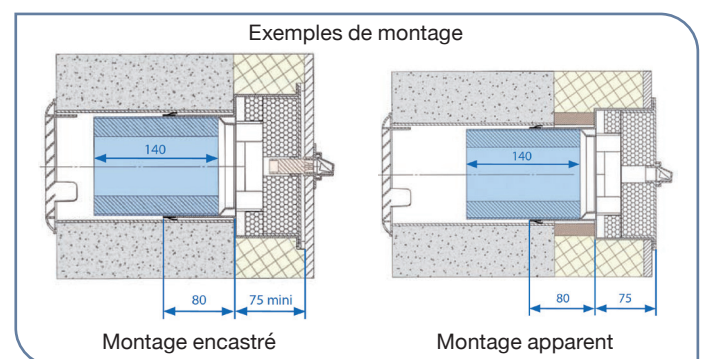 Exemples de montage
140
140
80
75 mini
80
75
Montage encastré
Montage apparent